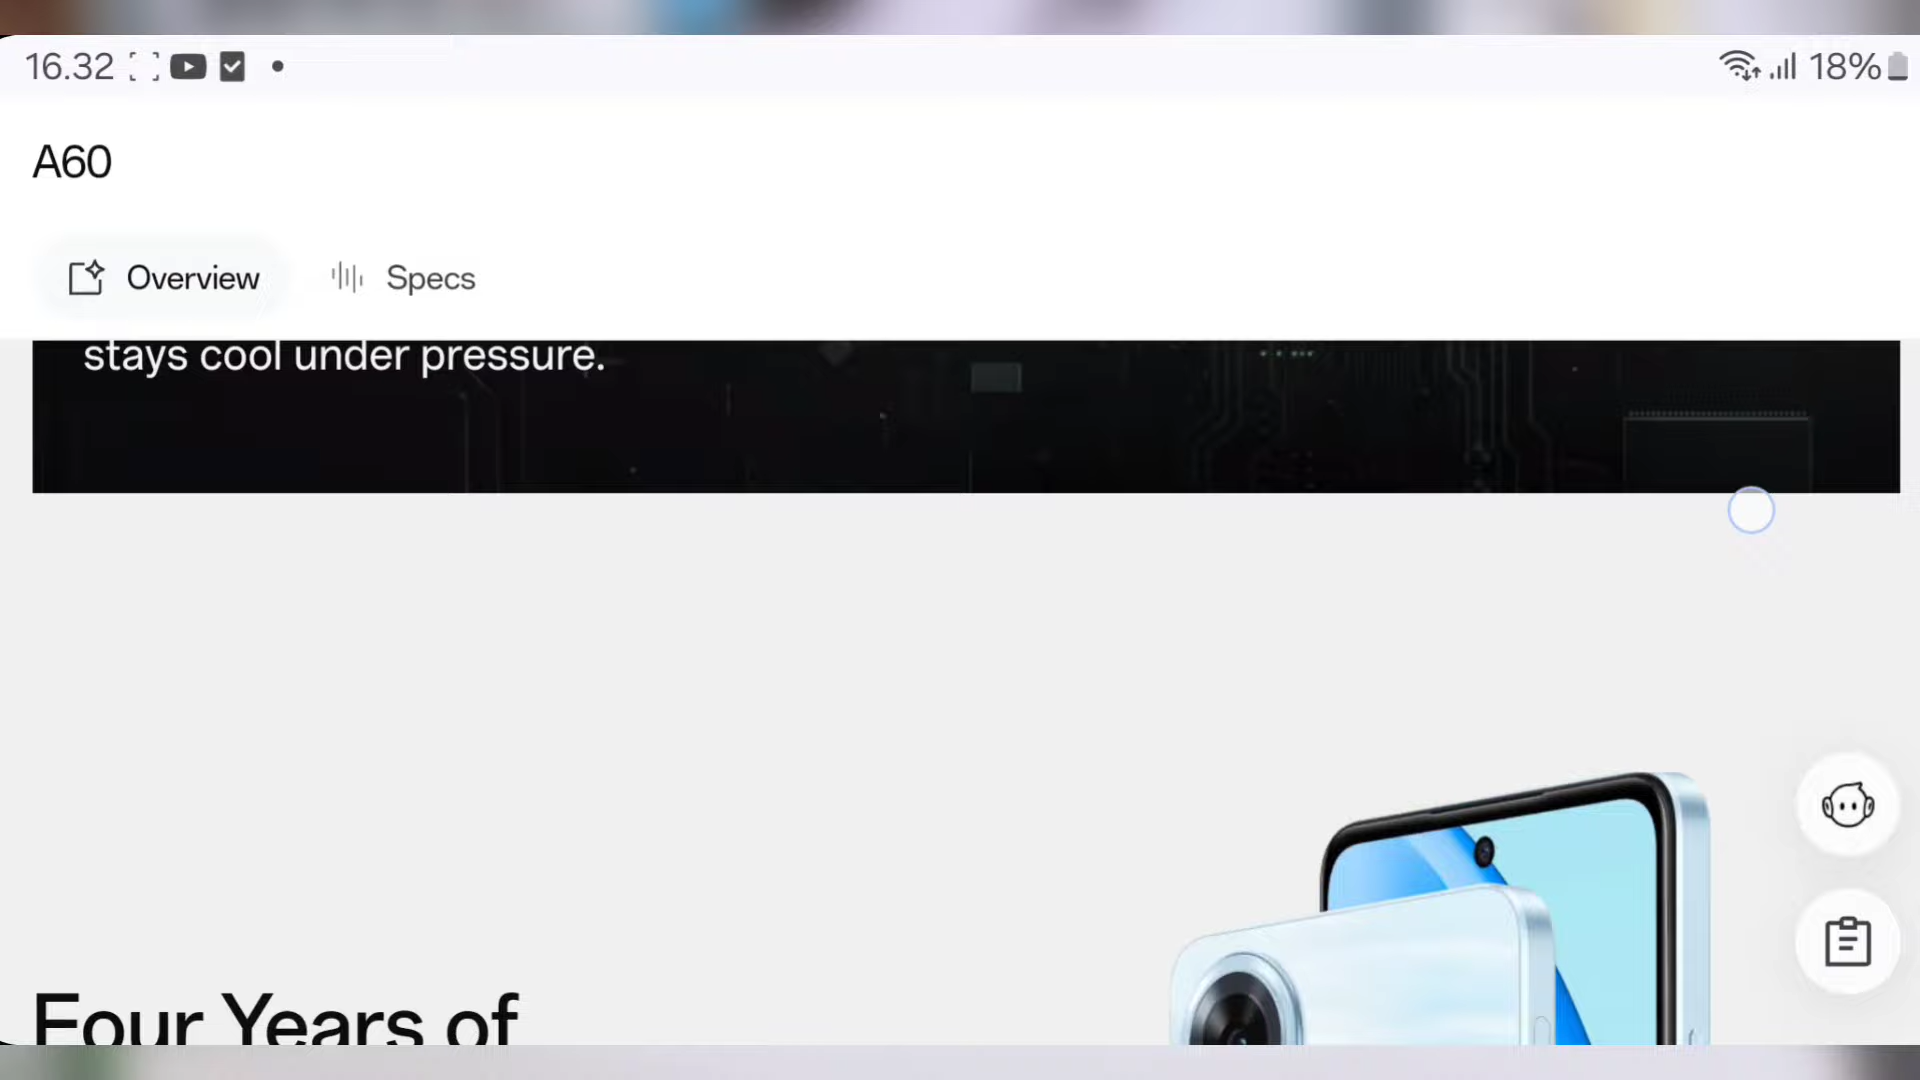 16.32
18%
A60
Overview
Specs
stays cool under pressure.
Four Years of